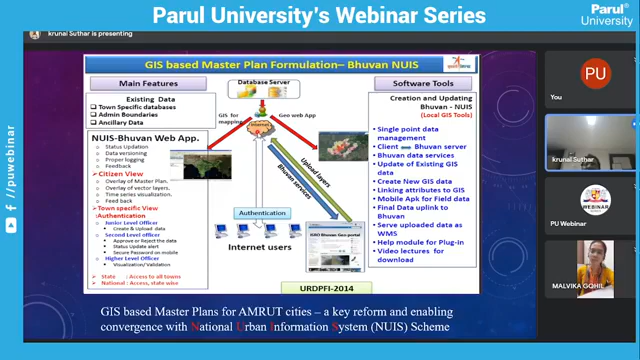 Parul University's Webinar Series
Parul®
University
krunal Suthar is presenting
GIS based Master Plan Formulation – Bhuvan NUIS
Main Features
Database Server
Software Tools
Existing Data
Town Specific databases
Admin Boundaries
Ancillary Data
GIS for
mapping
Geo web App
Internet
NUIS-Bhuvan Web App.
Status Updation
Data versioning
Proper logging
Feedback
Citizen View
Overlay of Master Plan.
Overlay of vector layers.
Time series visualization.
Feed back
Town specific View
Authentication
Junior Level Officer
Create & Upload data
Second Level Officer
Approve or Reject the data
Status Update alert
Secure Password on mobile
Higher Level Officer
Visualization/Validation
State : Access to all towns
National : Access, state wise
Upload layers
Bhuvan services
Authentication
Internet users
URDPFI-2014
Creation and Updating
Bhuvan - NUIS
(Local GIS Tools)
Single point data
management
Client Bhuvan server
Bhuvan data services
Update of Existing GIS
data
Create New GIS data
Linking attributes to GIS
Mobile Apk for Field data
Final Data uplink to
Bhuvan
Serve uploaded data as
WMS
Help module for Plug-in
Video lectures for
download
GIS based Master Plans for AMRUT cities – a key reform and enabling
convergence with National Urban Information System (NUIS) Scheme
PU
You
krunal Suthar
WEBINAR
PU Webinar
MALVIKA GOHIL
/puwebinar